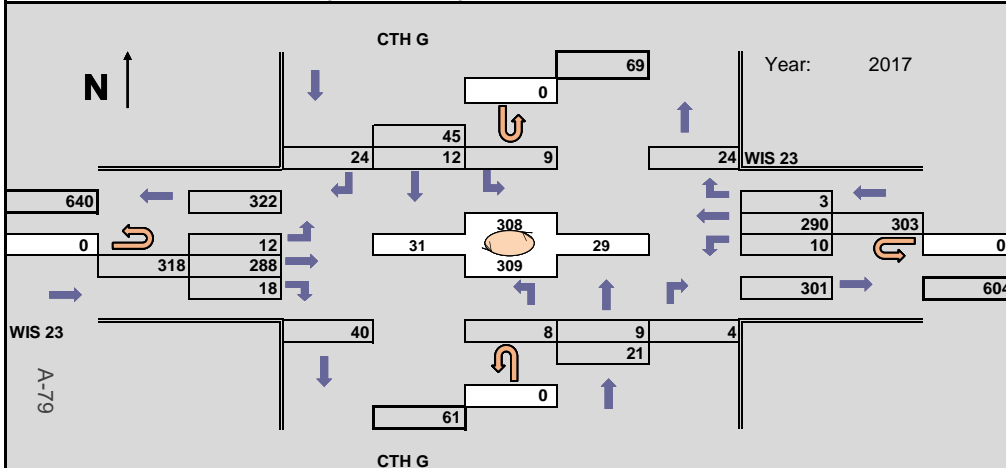 CTH G
69
Year: 2017
N
0
45
24 12 9 24 WIS 23
640 322 3
308 290 303
0 12 31 29 10 0
318 288 309
18 301 604
WIS 23 40 8 9 4
21
A-79
0
61
CTH G